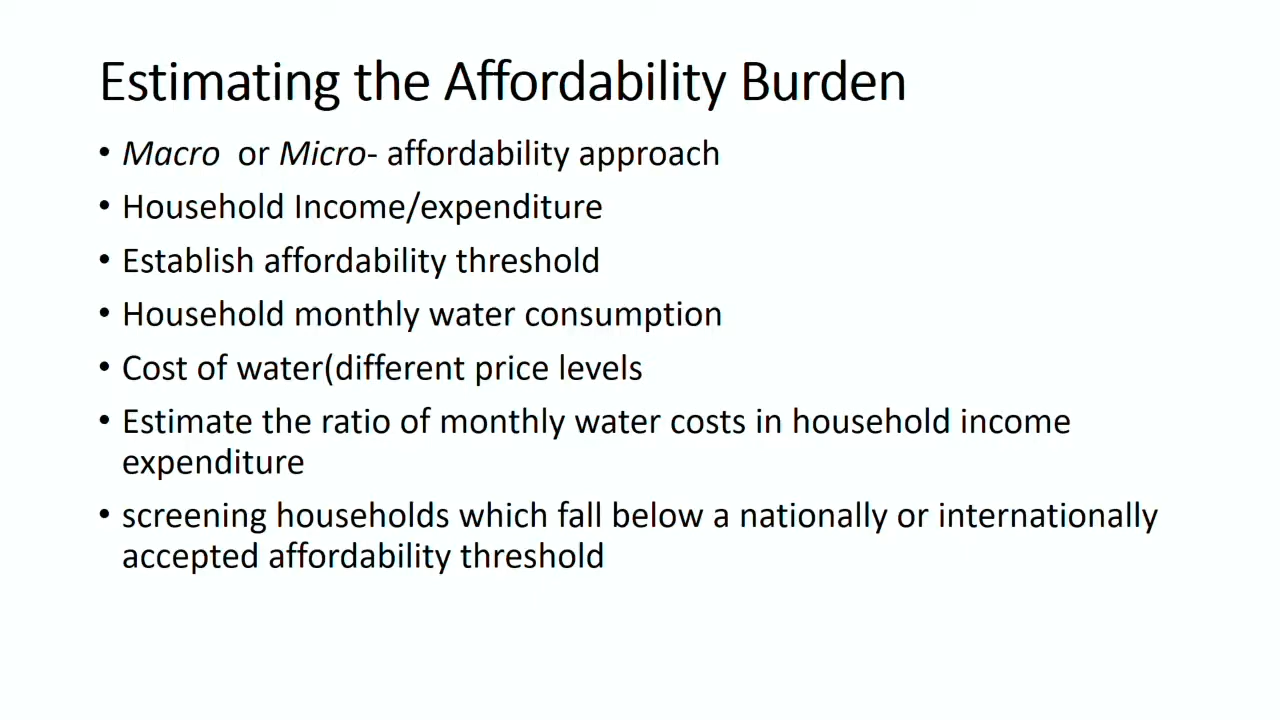 Estimating the Affordability Burden
• Macro or Micro- affordability approach
• Household Income/expenditure
• Establish affordability threshold
• Household monthly water consumption
• Cost of water(different price levels
• Estimate the ratio of monthly water costs in household income
expenditure
• screening households which fall below a nationally or internationally
accepted affordability threshold